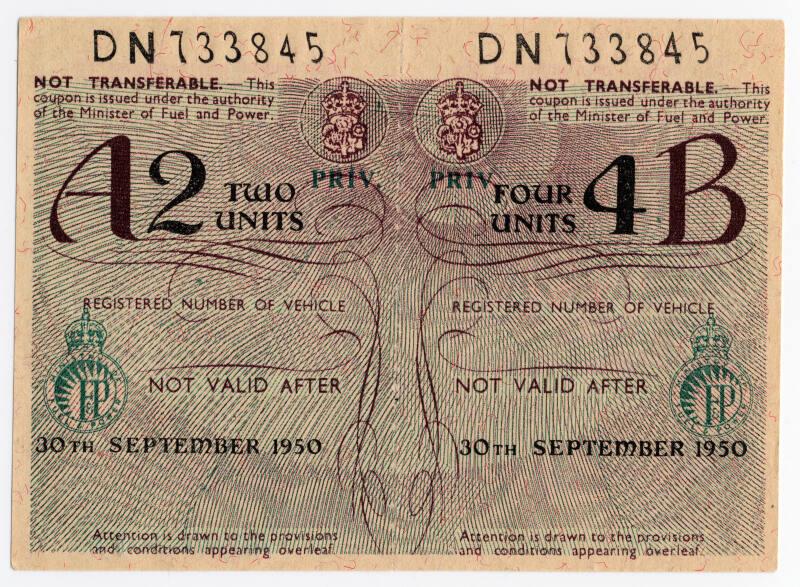 DN733845
NOT TRANSFERABLE. — This
coupon is issued under the authority
of the Minister of Fuel and Power.
PRIV.
A2 TWO
UNITS
REGISTERED NUMBER OF VEHICLE
FP
NOT VALID AFTER
30TH SEPTEMBER 1950
Attention is drawn to the provisions
and conditions appearing overleaf.
DN733845
NOT TRANSFERABLE. — This
coupon is issued under the authority
of the Minister of Fuel and Power.
PRIV.
FOUR 4B
UNITS
REGISTERED NUMBER OF VEHICLE
FP
NOT VALID AFTER
30TH SEPTEMBER 1950
Attention is drawn to the provisions
and conditions appearing overleaf.